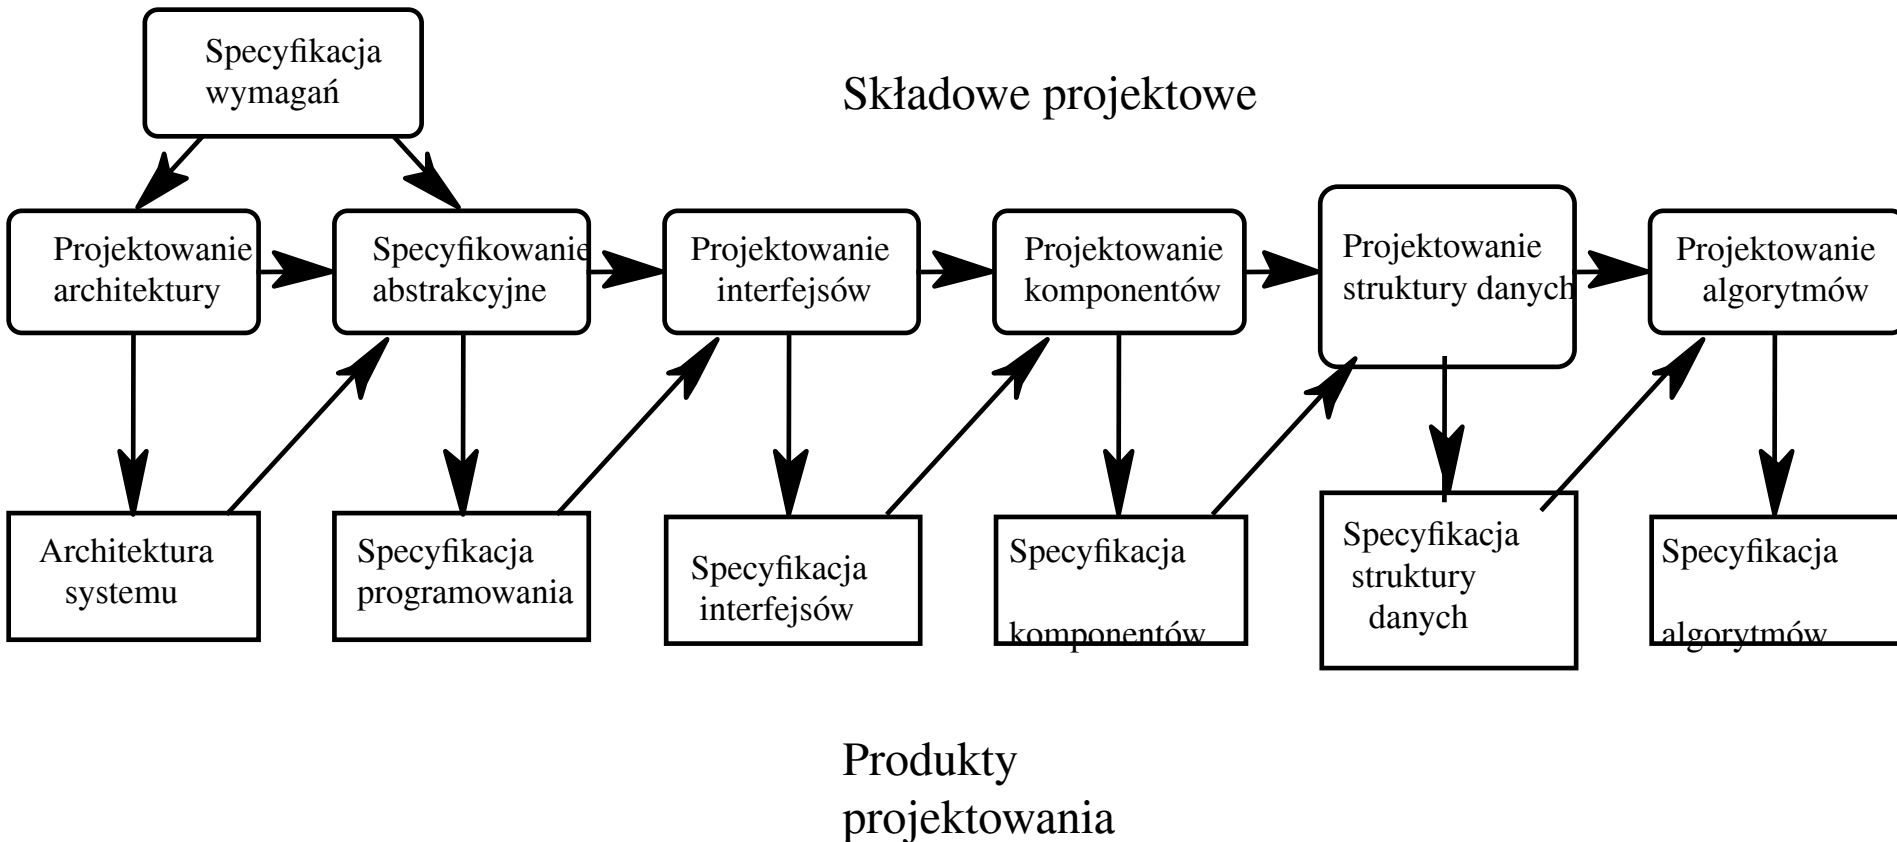 Specyfikacja
wymagań
Składowe projektowe
Projektowanie
architektury
Specyfikowanie
abstrakcyjne
Projektowanie
interfejsów
Projektowanie
komponentów
Projektowanie
struktury danych
Projektowanie
algorytmów
Architektura
systemu
Specyfikacja
programowania
Specyfikacja
interfejsów
Specyfikacja
komponentów
Specyfikacja
struktury
danych
Specyfikacja
algorytmów
Produkty
projektowania